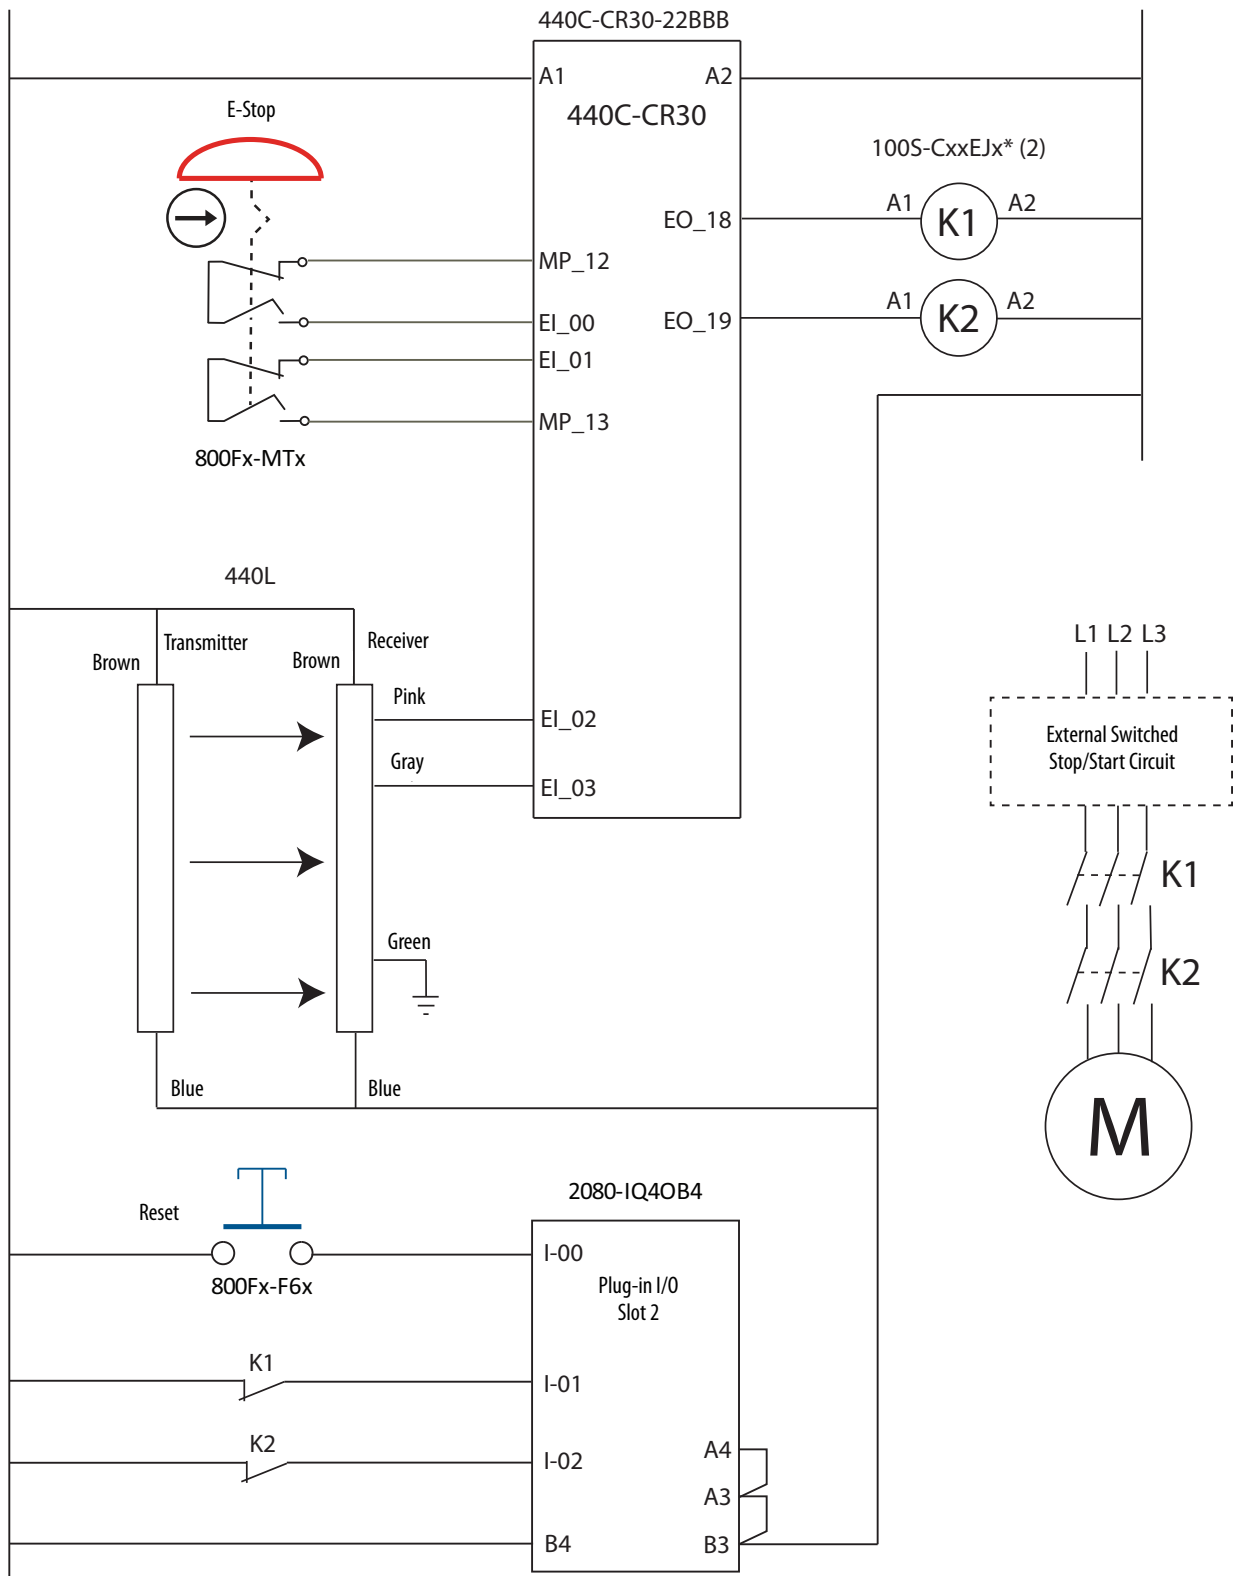 440C-CR30-22BBB
A1
A2
440C-CR30
E-Stop
100S-CxxEJx* (2)
A1
K1
A2
EO_18
MP_12
A1
K2
A2
EI_00
EO_19
EI_01
MP_13
800Fx-MTx
440L
Transmitter
Receiver
Brown
Brown
Pink
EI_02
Gray
EI_03
L1 L2 L3
External Switched
Stop/Start Circuit
K1
Green
K2
Blue
Blue
M
2080-IQ4OB4
Reset
I-00
800Fx-F6x
Plug-in I/O
Slot 2
K1
I-01
K2
I-02
A4
A3
B4
B3